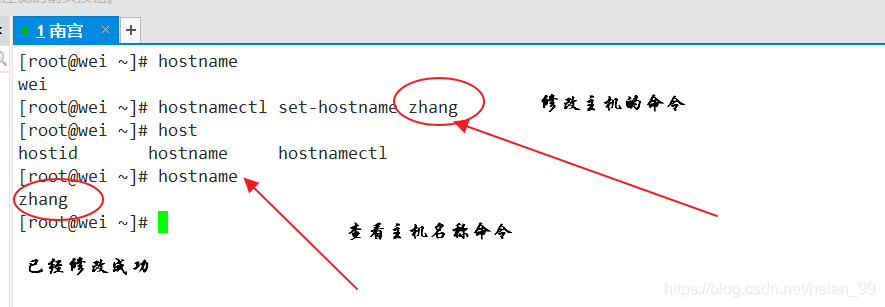 1 南宫
[root@wei ~]# hostname
wei
[root@wei ~]# hostnamectl set-hostname zhang
修改主机的命令
[root@wei ~]# host
hostid hostname hostnamectl
[root@wei ~]# hostname
zhang
[root@wei ~]#
查看主机名称命令
已经修改成功
https://blog.csdn.net/helan_99